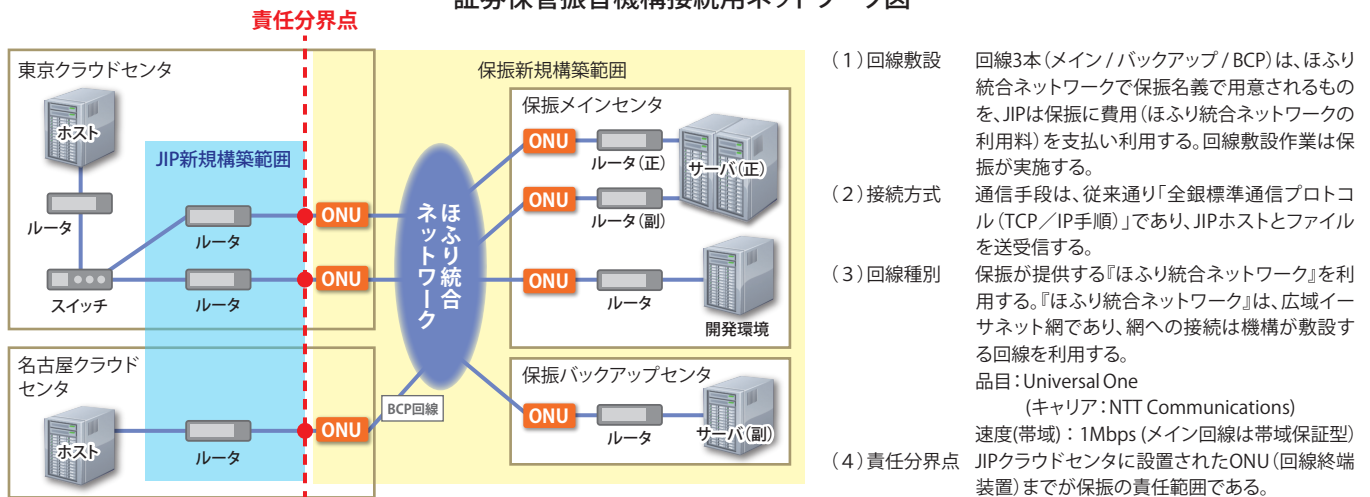 証券保管振替機構接続用ネットワーク図
責任分界点
東京クラウドセンタ
ホスト
ルータ
スイッチ
JIP新規構築範囲
ルータ
ルータ
ONU
ONU
名古屋クラウド
センタ
ホスト
ルータ
ONU
BCP回線
保振新規構築範囲
ほふり統合
ネットワーク
保振メインセンタ
ONU
ルータ(正)
サーバ(正)
ONU
ルータ(副)
ONU
ルータ
開発環境
保振バックアップセンタ
ONU
ルータ
サーバ(副)
(1)回線敷設 回線3本(メイン / バックアップ / BCP)は、ほふり
統合ネットワークで保振名義で用意されるもの
を、JIPは保振に費用(ほふり統合ネットワークの
利用料)を支払い利用する。回線敷設作業は保
振が実施する。
(2)接続方式 通信手段は、従来通り「全銀標準通信プロトコ
ル(TCP/IP手順)」であり、JIPホストとファイル
を送受信する。
(3)回線種別 保振が提供する『ほふり統合ネットワーク』を利
用する。『ほふり統合ネットワーク』は、広域イー
サネット網であり、網への接続は機構が敷設す
る回線を利用する。
品目:Universal One
(キャリア:NTT Communications)
速度(帯域):1Mbps (メイン回線は帯域保証型)
(4)責任分界点 JIPクラウドセンタに設置されたONU(回線終端
装置)までが保振の責任範囲である。